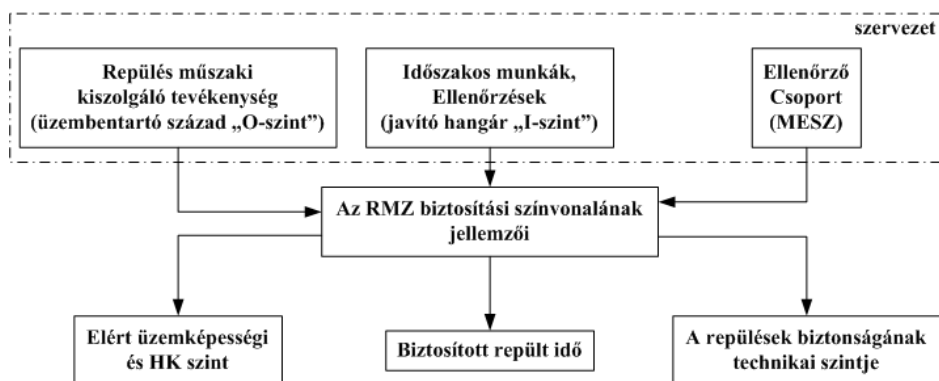 szervezet
Repülés műszaki
kiszolgáló tevékenység
(üzembentartó század „O-szint”)
Időszakos munkák,
Ellenőrzések
(javító hangár „I-szint”)
Ellenőrző
Csoport
(MESZ)
Az RMZ biztosítási színvonalának
jellemzői
Elért üzemképességi
és HK szint
Biztosított repült idő
A repülések biztonságának
technikai szintje